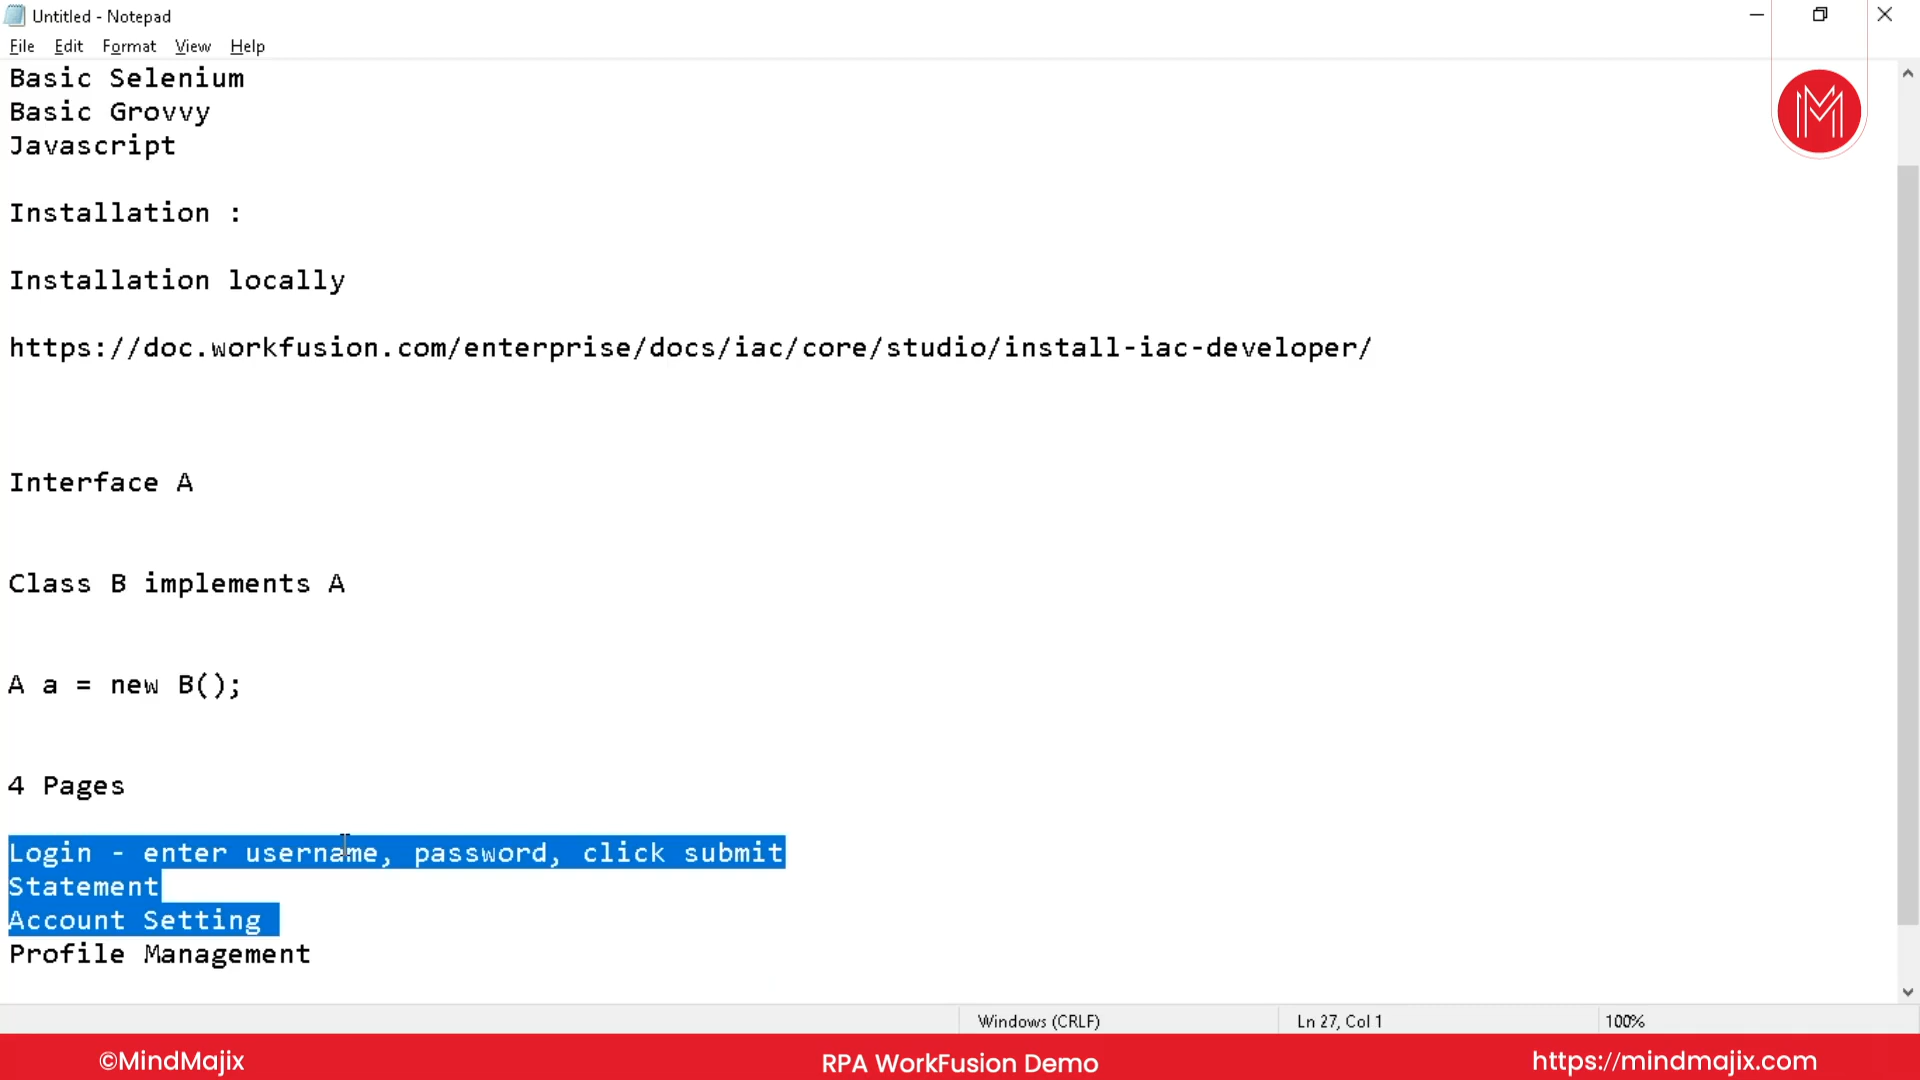 Untitled - Notepad
File Edit Format View Help
Basic Selenium
Basic Grovvy
Javascript
Installation :
Installation locally
https://doc.workfusion.com/enterprise/docs/iac/core/studio/install-iac-developer/
Interface A
Class B implements A
A a = new B();
4 Pages
Login - enter username, password, click submit
Statement
Account Setting
Profile Management
Windows (CRLF) Ln 27, Col 1 100%
©MindMajix RPA WorkFusion Demo https://mindmajix.com